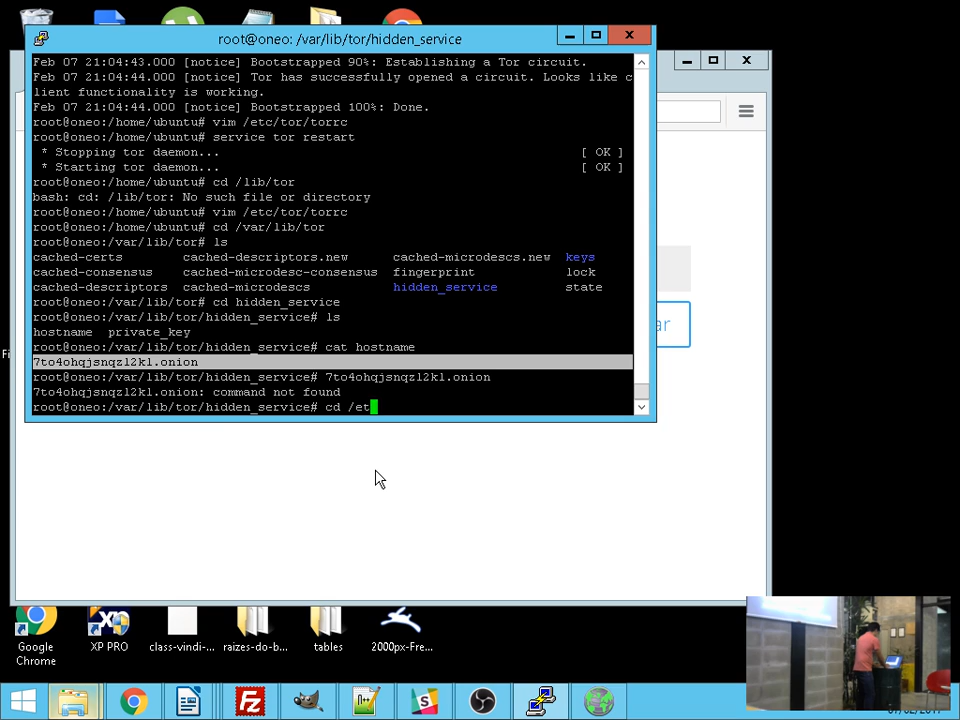 root@oneo: /var/lib/tor/hidden_service
Feb 07 21:04:43.000 [notice] Bootstrapped 90%: Establishing a Tor circuit.
Feb 07 21:04:44.000 [notice] Tor has successfully opened a circuit. Looks like c
lient functionality is working.
Feb 07 21:04:44.000 [notice] Bootstrapped 100%: Done.
root@oneo:/home/ubuntu# vim /etc/tor/torrc
root@oneo:/home/ubuntu# service tor restart
* Stopping tor daemon... [ OK ]
* Starting tor daemon... [ OK ]
root@oneo:/home/ubuntu# cd /lib/tor
bash: cd: /lib/tor: No such file or directory
root@oneo:/home/ubuntu# vim /etc/tor/torrc
root@oneo:/home/ubuntu# cd /var/lib/tor
root@oneo:/var/lib/tor# ls
cached-certs cached-descriptors.new cached-microdescs.new keys
cached-consensus cached-microdesc-consensus fingerprint lock
cached-descriptors cached-microdescs hidden_service state
root@oneo:/var/lib/tor# cd hidden_service
root@oneo:/var/lib/tor/hidden_service# ls
hostname private_key
root@oneo:/var/lib/tor/hidden_service# cat hostname
7to4ohqjsnqzl2kl.onion
root@oneo:/var/lib/tor/hidden_service# 7to4ohqjsnqzl2kl.onion
7to4ohqjsnqzl2kl.onion: command not found
root@oneo:/var/lib/tor/hidden_service# cd /et
ar
Google Chrome
XP PRO
class-vindi-...
raizes-do-b...
tables
2000px-Fre...